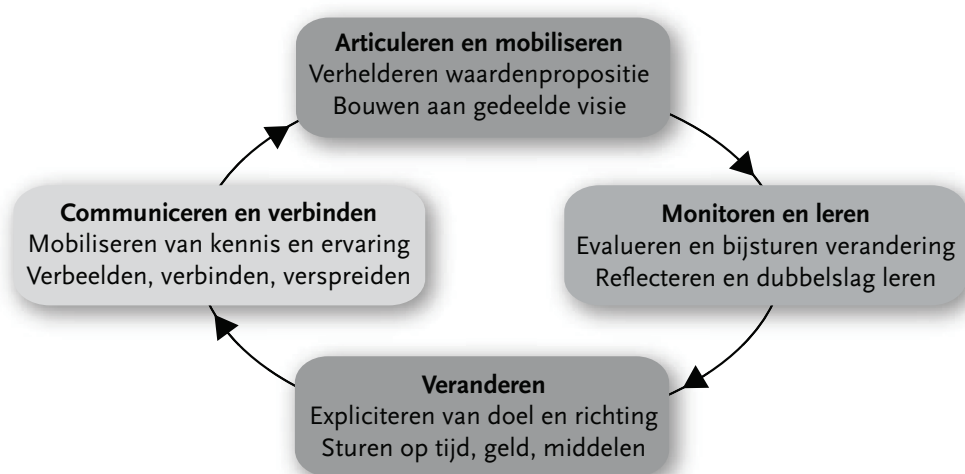 Articuleren en mobiliseren
Verhelderen waardenpropositie
Bouwen aan gedeelde visie
Communiceren en verbinden
Mobiliseren van kennis en ervaring
Verbeelden, verbinden, verspreiden
Monitoren en leren
Evalueren en bijsturen verandering
Reflecteren en dubbelslag leren
Veranderen
Expliciteren van doel en richting
Sturen op tijd, geld, middelen